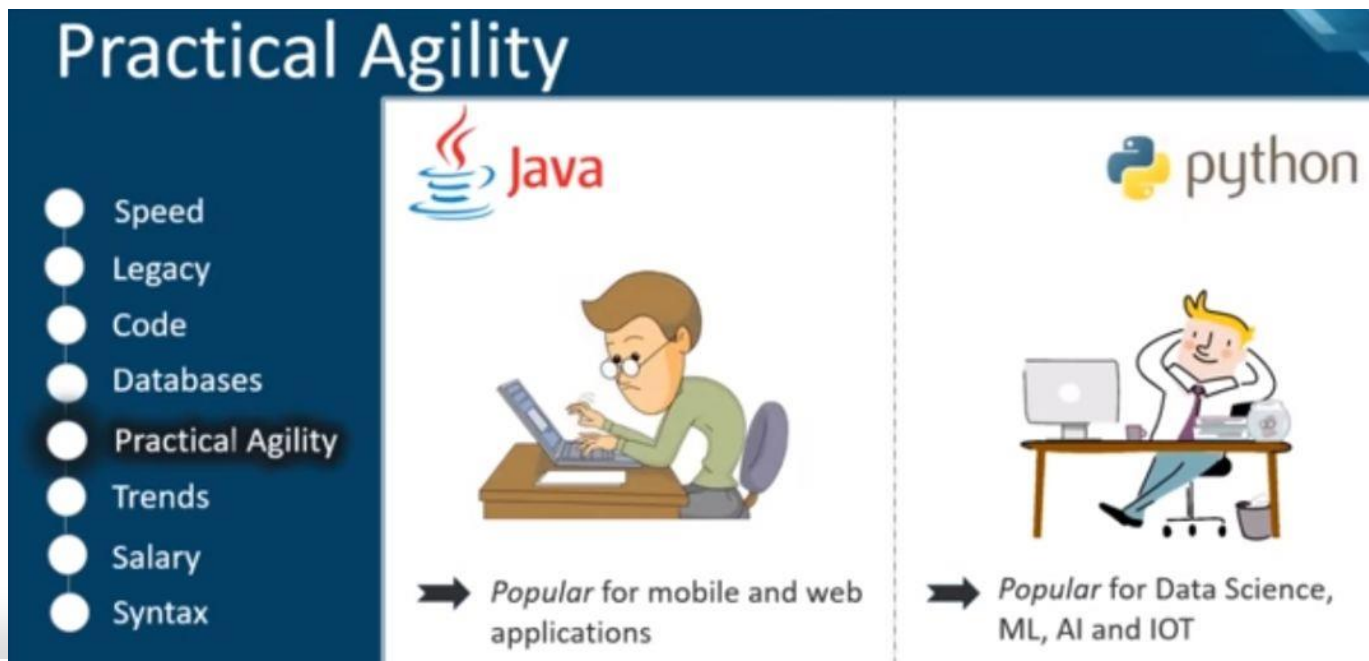 Practical Agility
Speed
Legacy
Code
Databases
Practical Agility
Trends
Salary
Syntax
Java
Popular for mobile and web
applications
python
Popular for Data Science,
ML, AI and IOT